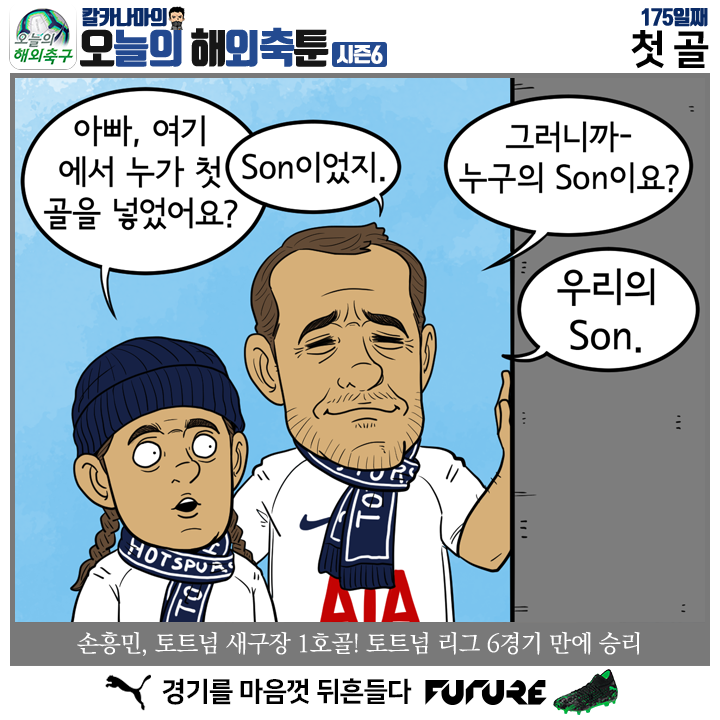 오늘의
해외축구
칼카나마의
오늘의 해외축툰
시즌6
175일째
첫 골
아빠, 여기
에서 누가 첫
골을 넣었어요?
Son이었지.
그러니까-
누구의 Son이요?
우리의
Son.
HOTSPUR
TO
TO
AIA
손흥민, 토트넘 새구장 1호골! 토트넘 리그 6경기 만에 승리
경기를 마음껏 뒤흔들다 FUTURE